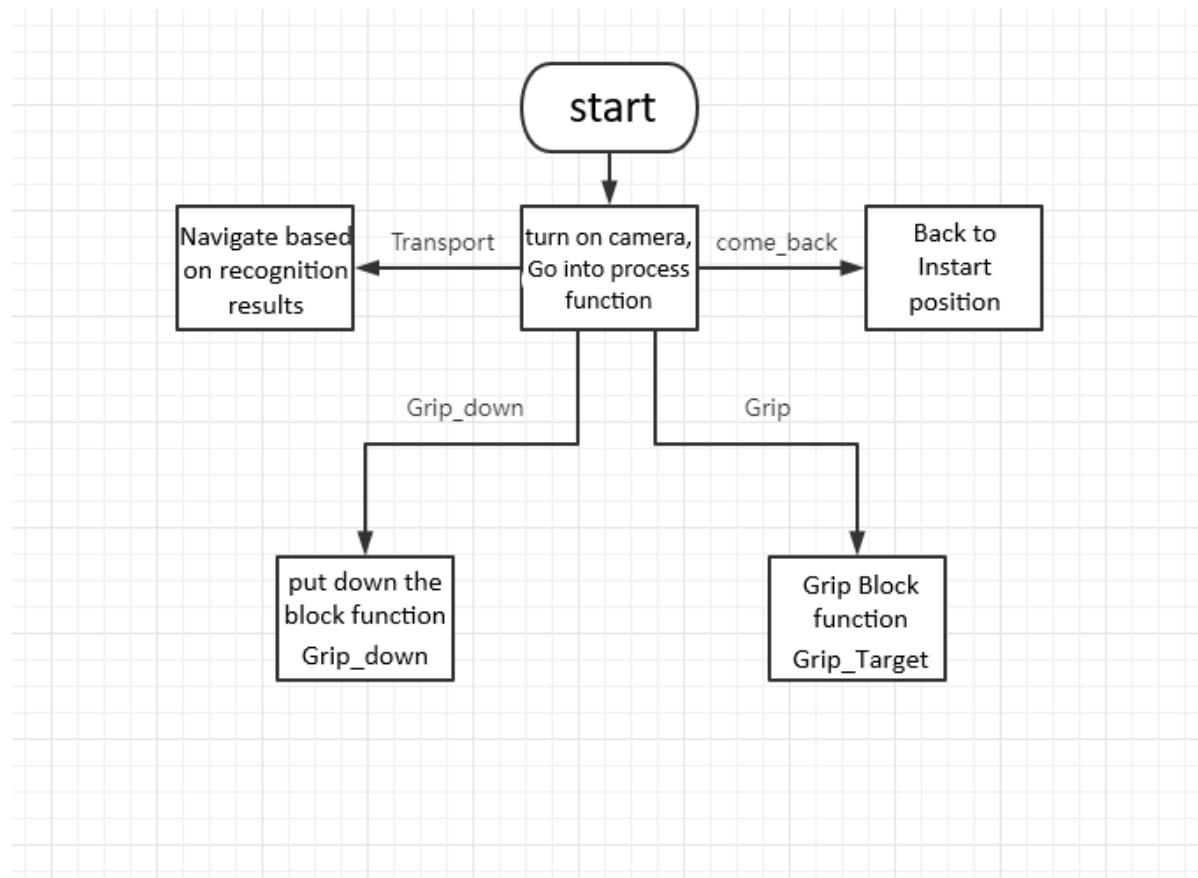 start
Navigate based
on recognition
results
Transport
turn on camera,
Go into process
function
come_back
Back to
Instart
position
Grip_down
Grip
put down the
block function
Grip_down
Grip Block
function
Grip_Target